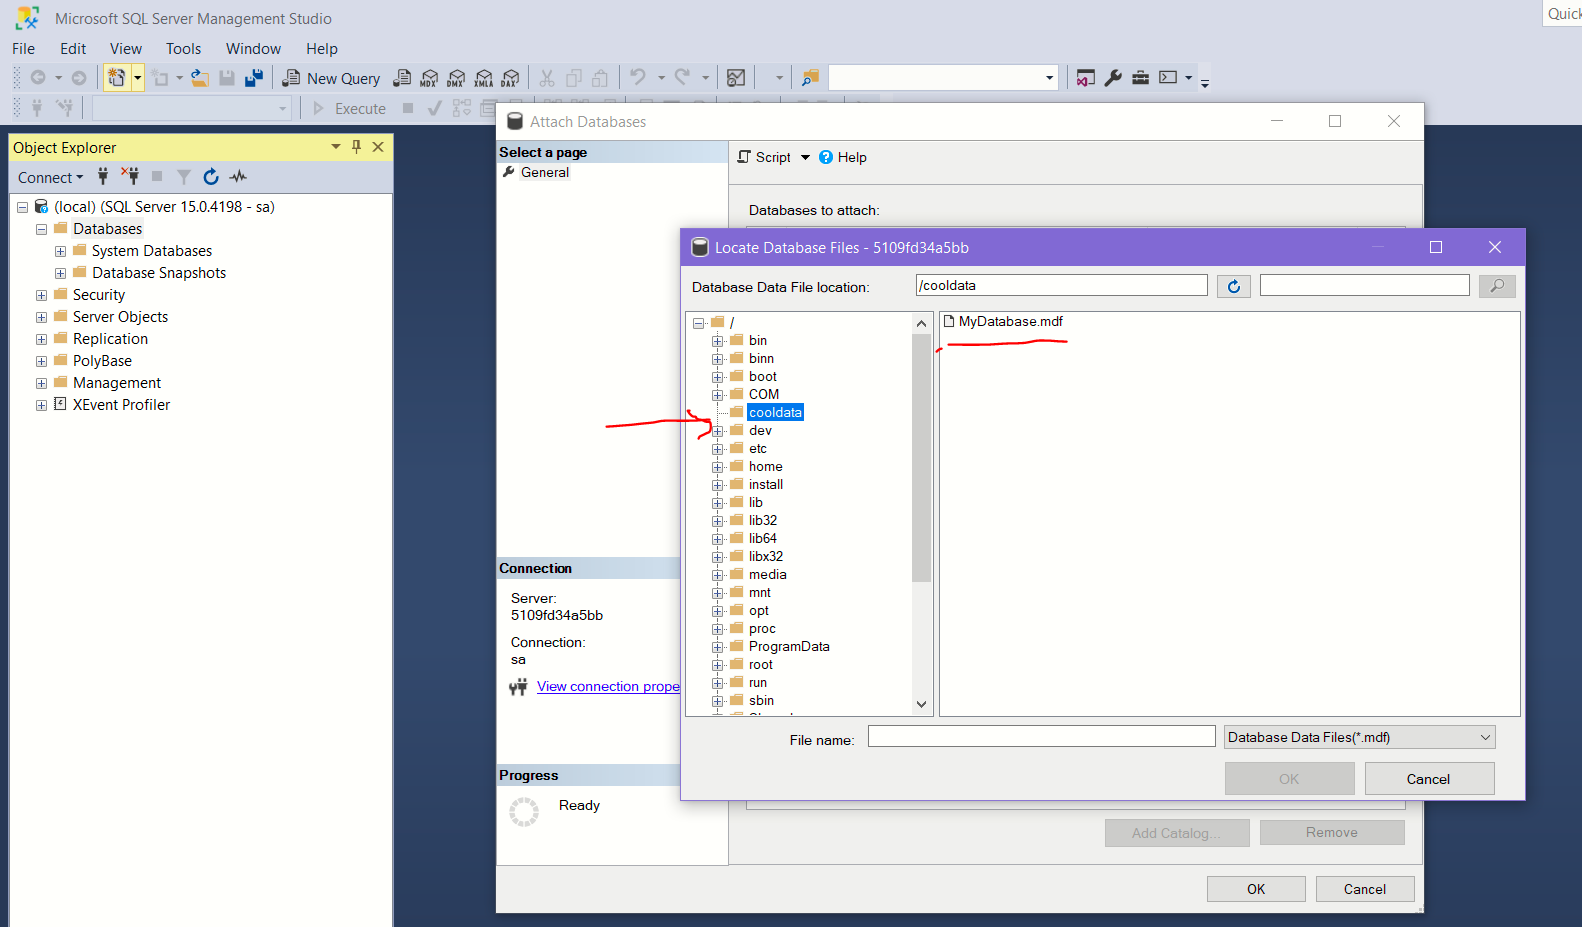 Microsoft SQL Server Management Studio
Quick
File Edit View Tools Window Help
New Query
MDX DMX XMLA DAX
Execute
Attach Databases
Object Explorer
Select a page
General
Script Help
Connect
(local) (SQL Server 15.0.4198 - sa)
Databases
System Databases
Database Snapshots
Security
Server Objects
Replication
PolyBase
Management
XEvent Profiler
Databases to attach:
Locate Database Files - 5109fd34a5bb
Database Data File location:
/cooldata
/
bin
binn
boot
COM
cooldata
dev
etc
home
install
lib
lib32
lib64
libx32
media
mnt
opt
proc
ProgramData
root
run
sbin
MyDatabase.mdf
File name:
Database Data Files(*.mdf)
OK Cancel
Connection
Server:
5109fd34a5bb
Connection:
sa
View connection prope
Progress
Ready
Add Catalog... Remove
OK Cancel